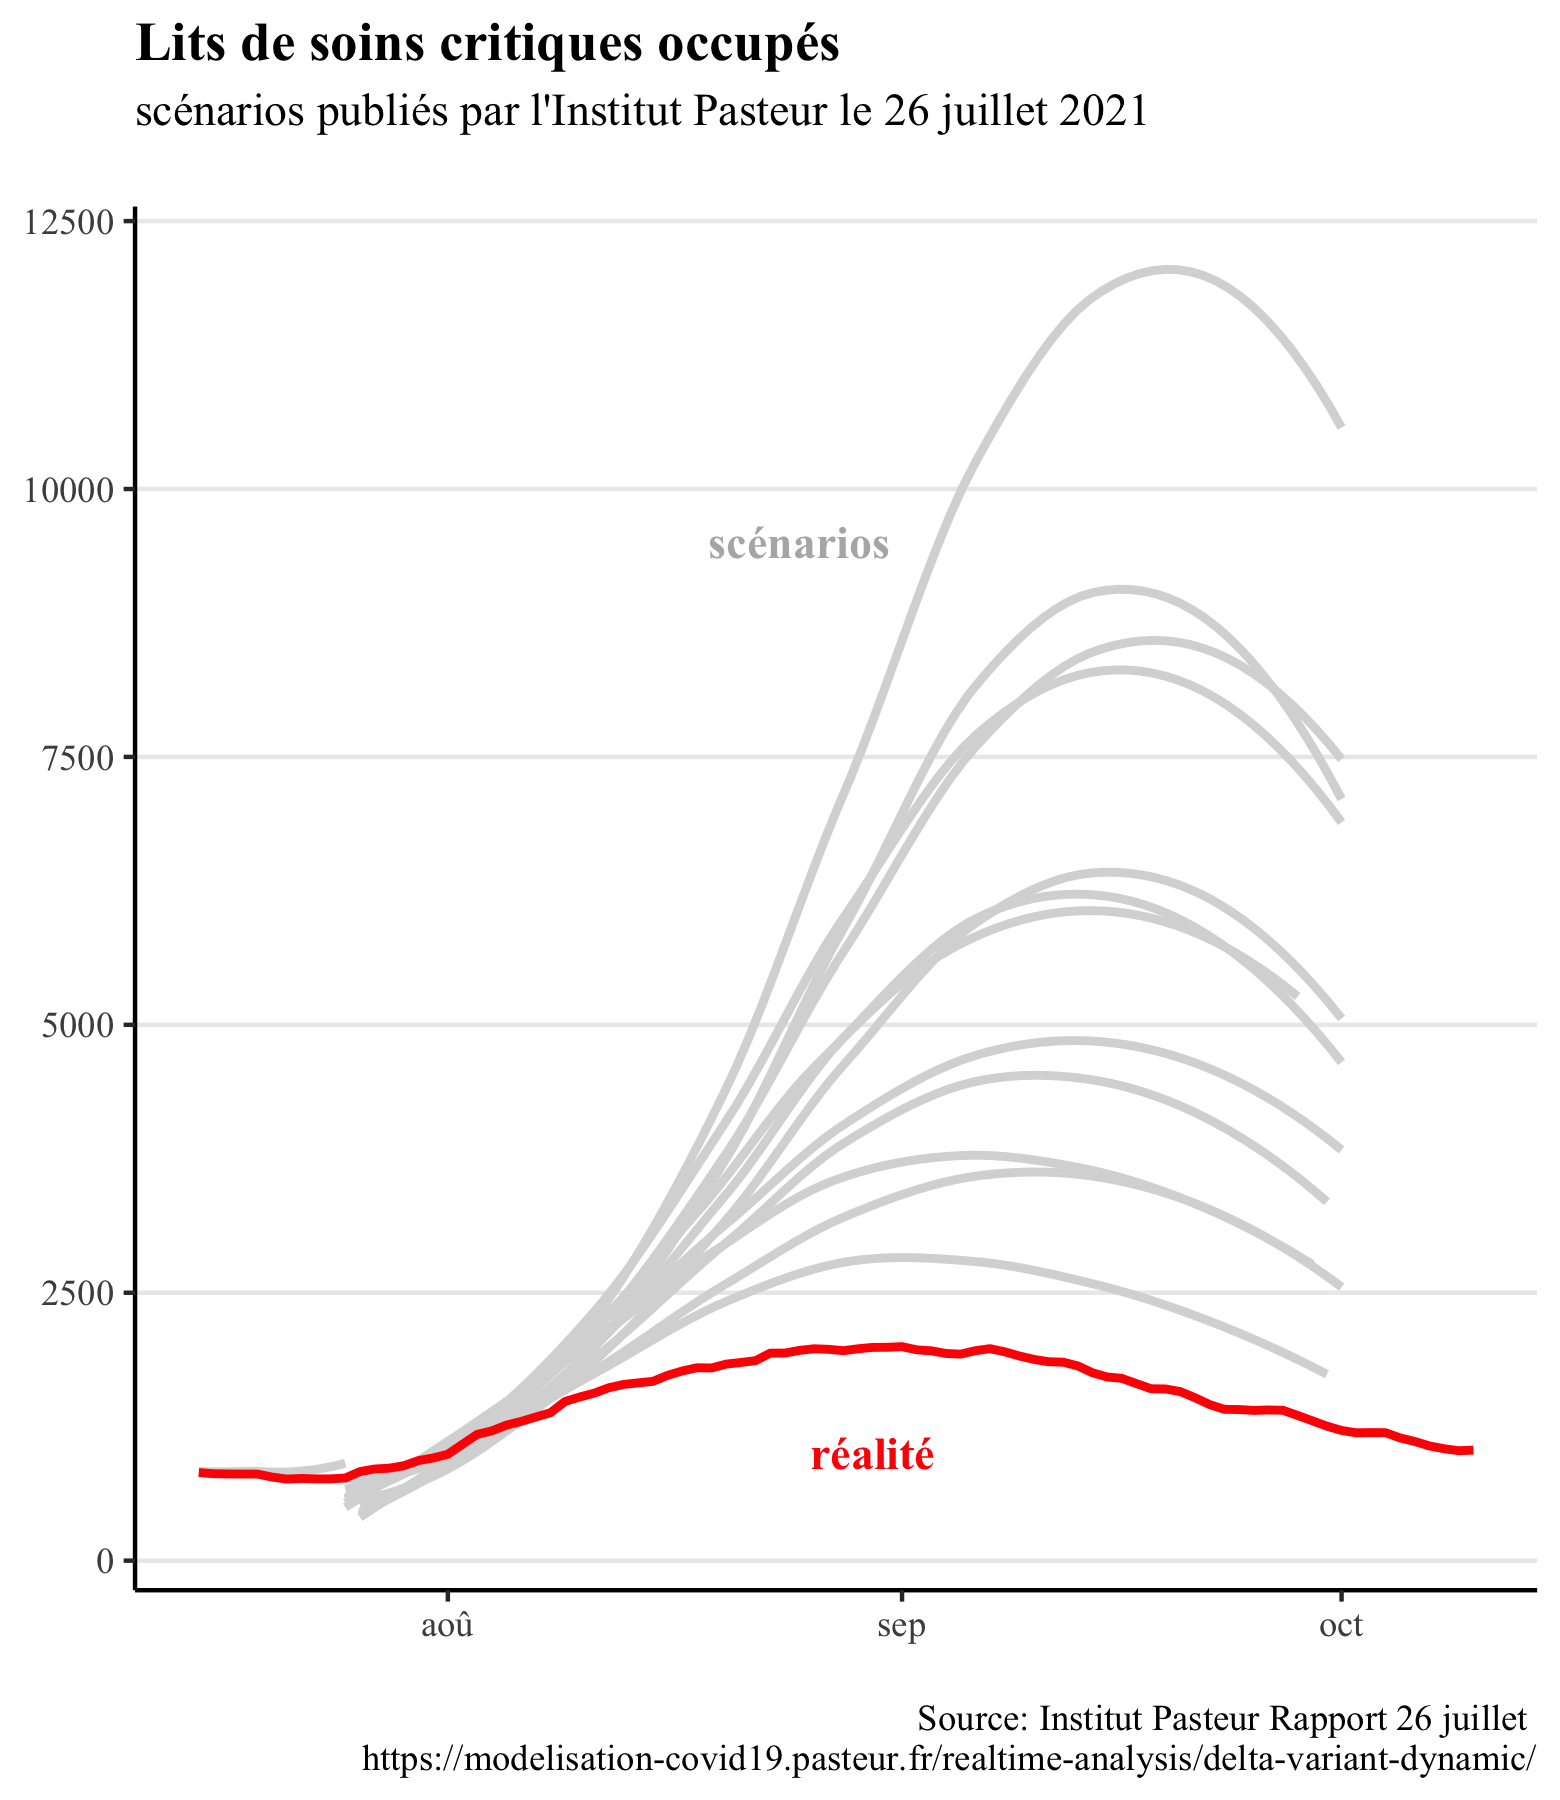 Lits de soins critiques occupés
scénarios publiés par l'Institut Pasteur le 26 juillet 2021
12500
10000
scénarios
7500
5000
2500
réalité
0
aoû sep oct
Source: Institut Pasteur Rapport 26 juillet
https://modelisation-covid19.pasteur.fr/realtime-analysis/delta-variant-dynamic/